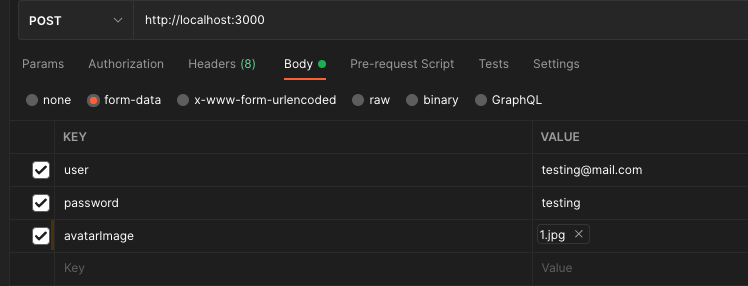 POST http://localhost:3000
Params Authorization Headers (8) Body Pre-request Script Tests Settings
none form-data x-www-form-urlencoded raw binary GraphQL
KEY VALUE
user testing@mail.com
password testing
avatarImage 1.jpg
Key Value